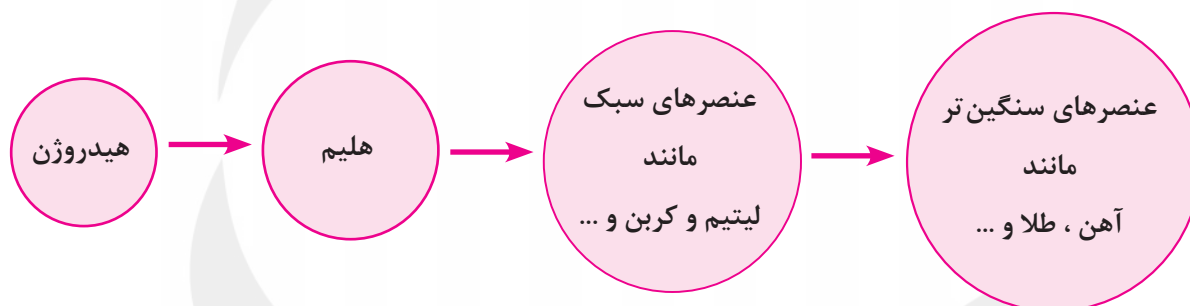 هیدروژن
هلیم
عنصرهای سبک
مانند
لیتیم و کربن و ...
عنصرهای سنگین‌تر
مانند
آهن ، طلا و ...